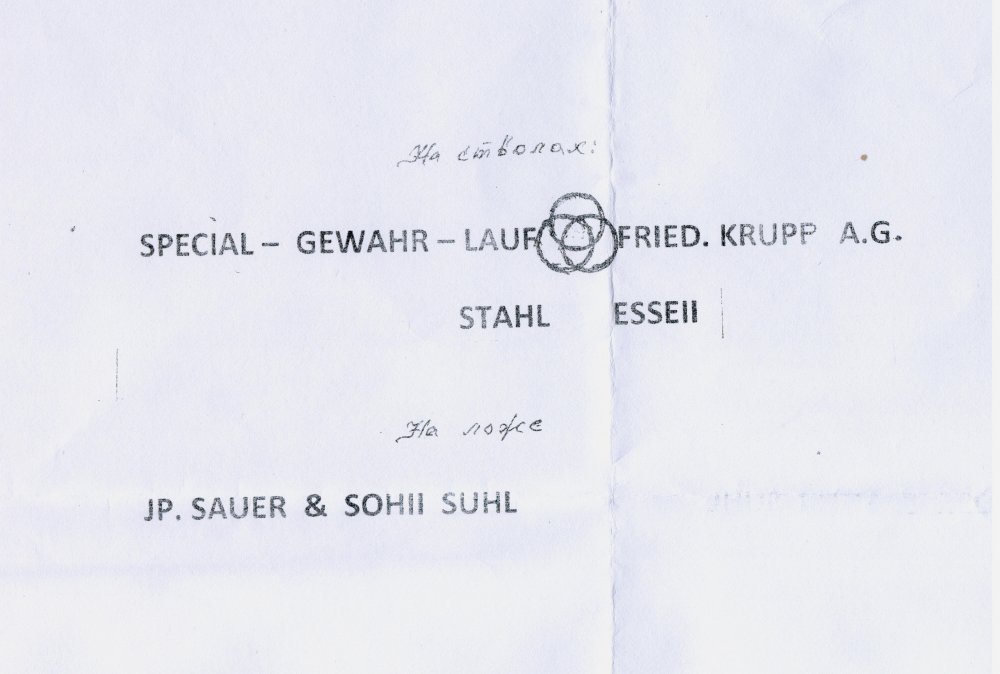 На стволах:
SPECIAL – GEWAHR – LAUF FRIED. KRUPP A.G.
STAHL ESSEII
На ложе
JP. SAUER & SOHII SUHL